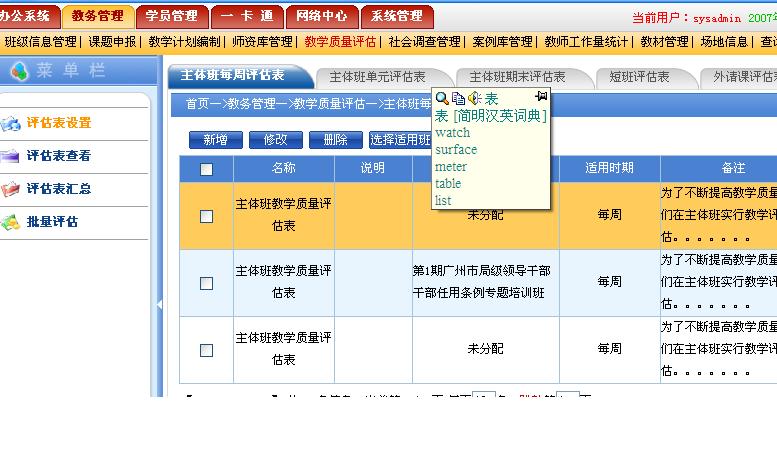 办公系统 教务管理 学员管理 一 卡 通 网络中心 系统管理 当前用户：sysadmin 2007年
班级信息管理| 课题申报| 教学计划编制| 师资库管理| 教学质量评估| 社会调查管理| 案例库管理| 教师工作量统计| 教材管理| 场地信息|
菜 单 栏
评估表设置
评估表查看
评估表汇总
批量评估
主体班每周评估表 主体班单元评估表 主体班期末评估表 短班评估表 外请课评估
首页—>教务管理—>教学质量评估—>主体班每
新增 修改 删除 选择适用班
表
表 [简明汉英词典]
watch
surface
meter
table
list
名称 说明 适用时期 备注
主体班教学质量评
估表
未分配
每周
为了不断提高教学质量
们在主体班实行教学评
估。。。。。。。
主体班教学质量评
估表
第1期广州市局级领导干部
干部任用条例专题培训班
每周
为了不断提高教学质量
们在主体班实行教学评
估。。。。。。。
主体班教学质量评
估表
未分配
每周
为了不断提高教学质量
们在主体班实行教学评
估。。。。。。。